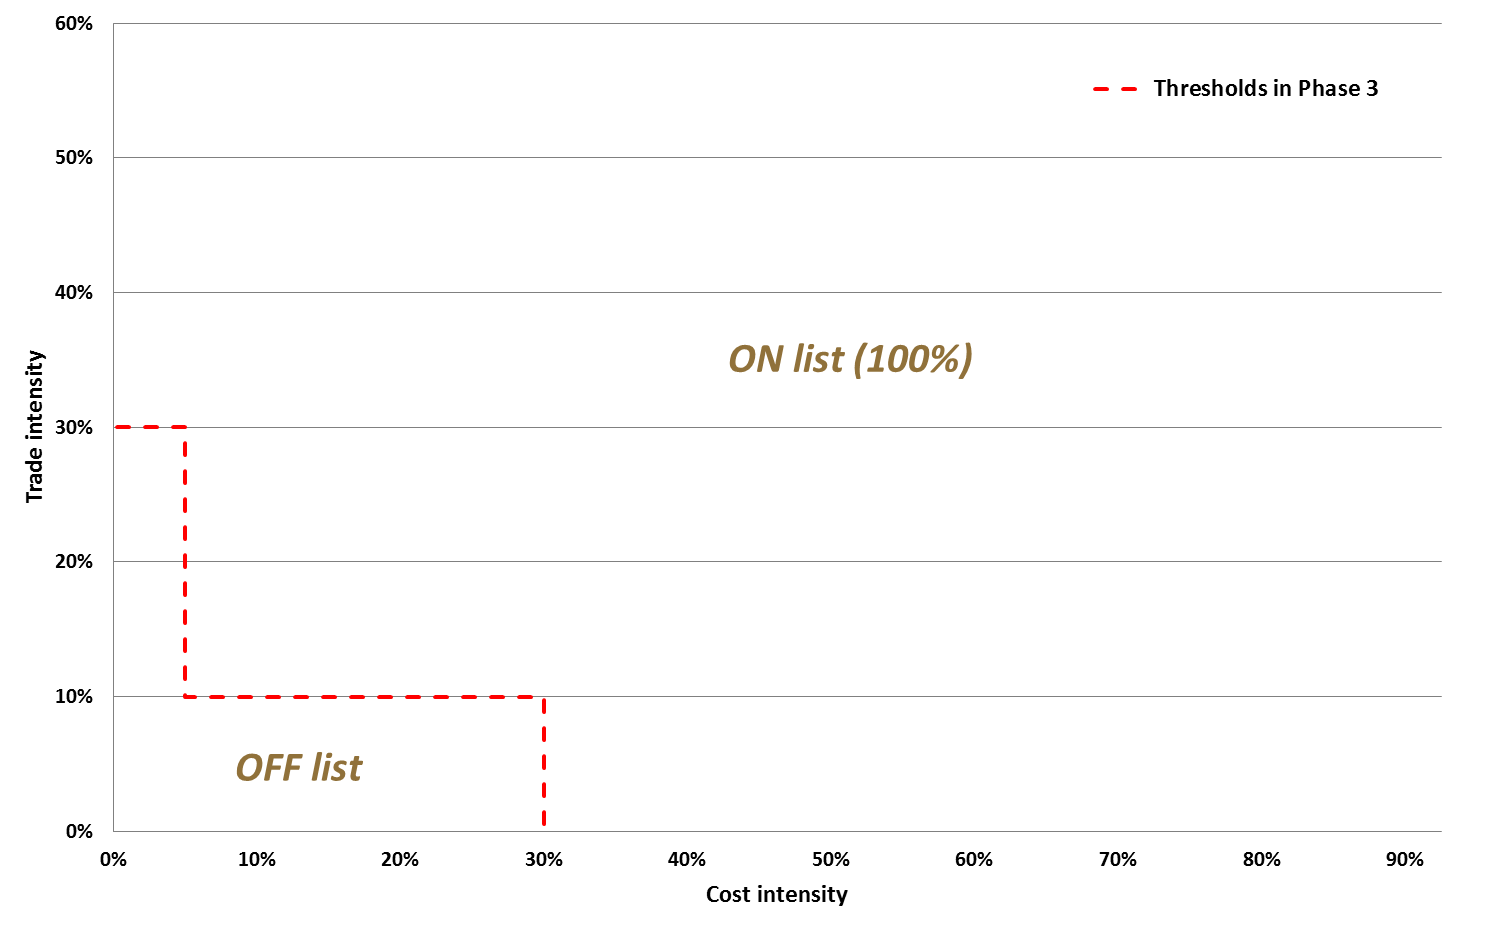 60%
Thresholds in Phase 3
50%
40%
ON list (100%)
Trade intensity
30%
20%
10%
OFF list
0%
0% 10% 20% 30% 40% 50% 60% 70% 80% 90%
Cost intensity